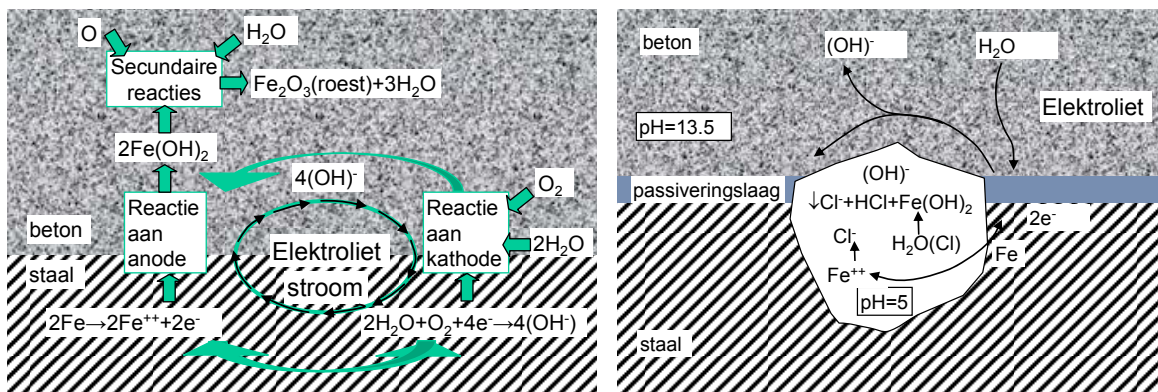 O
H₂O
Secundaire
reacties
Fe₂O₃(roest)+3H₂O
2Fe(OH)₂
4(OH)⁻
O₂
Reactie
aan
anode
Reactie
aan
kathode
2H₂O
beton
Elektroliet
stroom
staal
2Fe→2Fe⁺⁺+2e⁻
2H₂O+O₂+4e⁻→4(OH⁻)
beton
(OH)⁻
H₂O
Elektroliet
pH=13.5
passiveringslaag
(OH)⁻
↓Cl⁻+HCl+Fe(OH)₂
2e⁻
Cl⁻
H₂O(Cl)
Fe
Fe⁺⁺
pH=5
staal